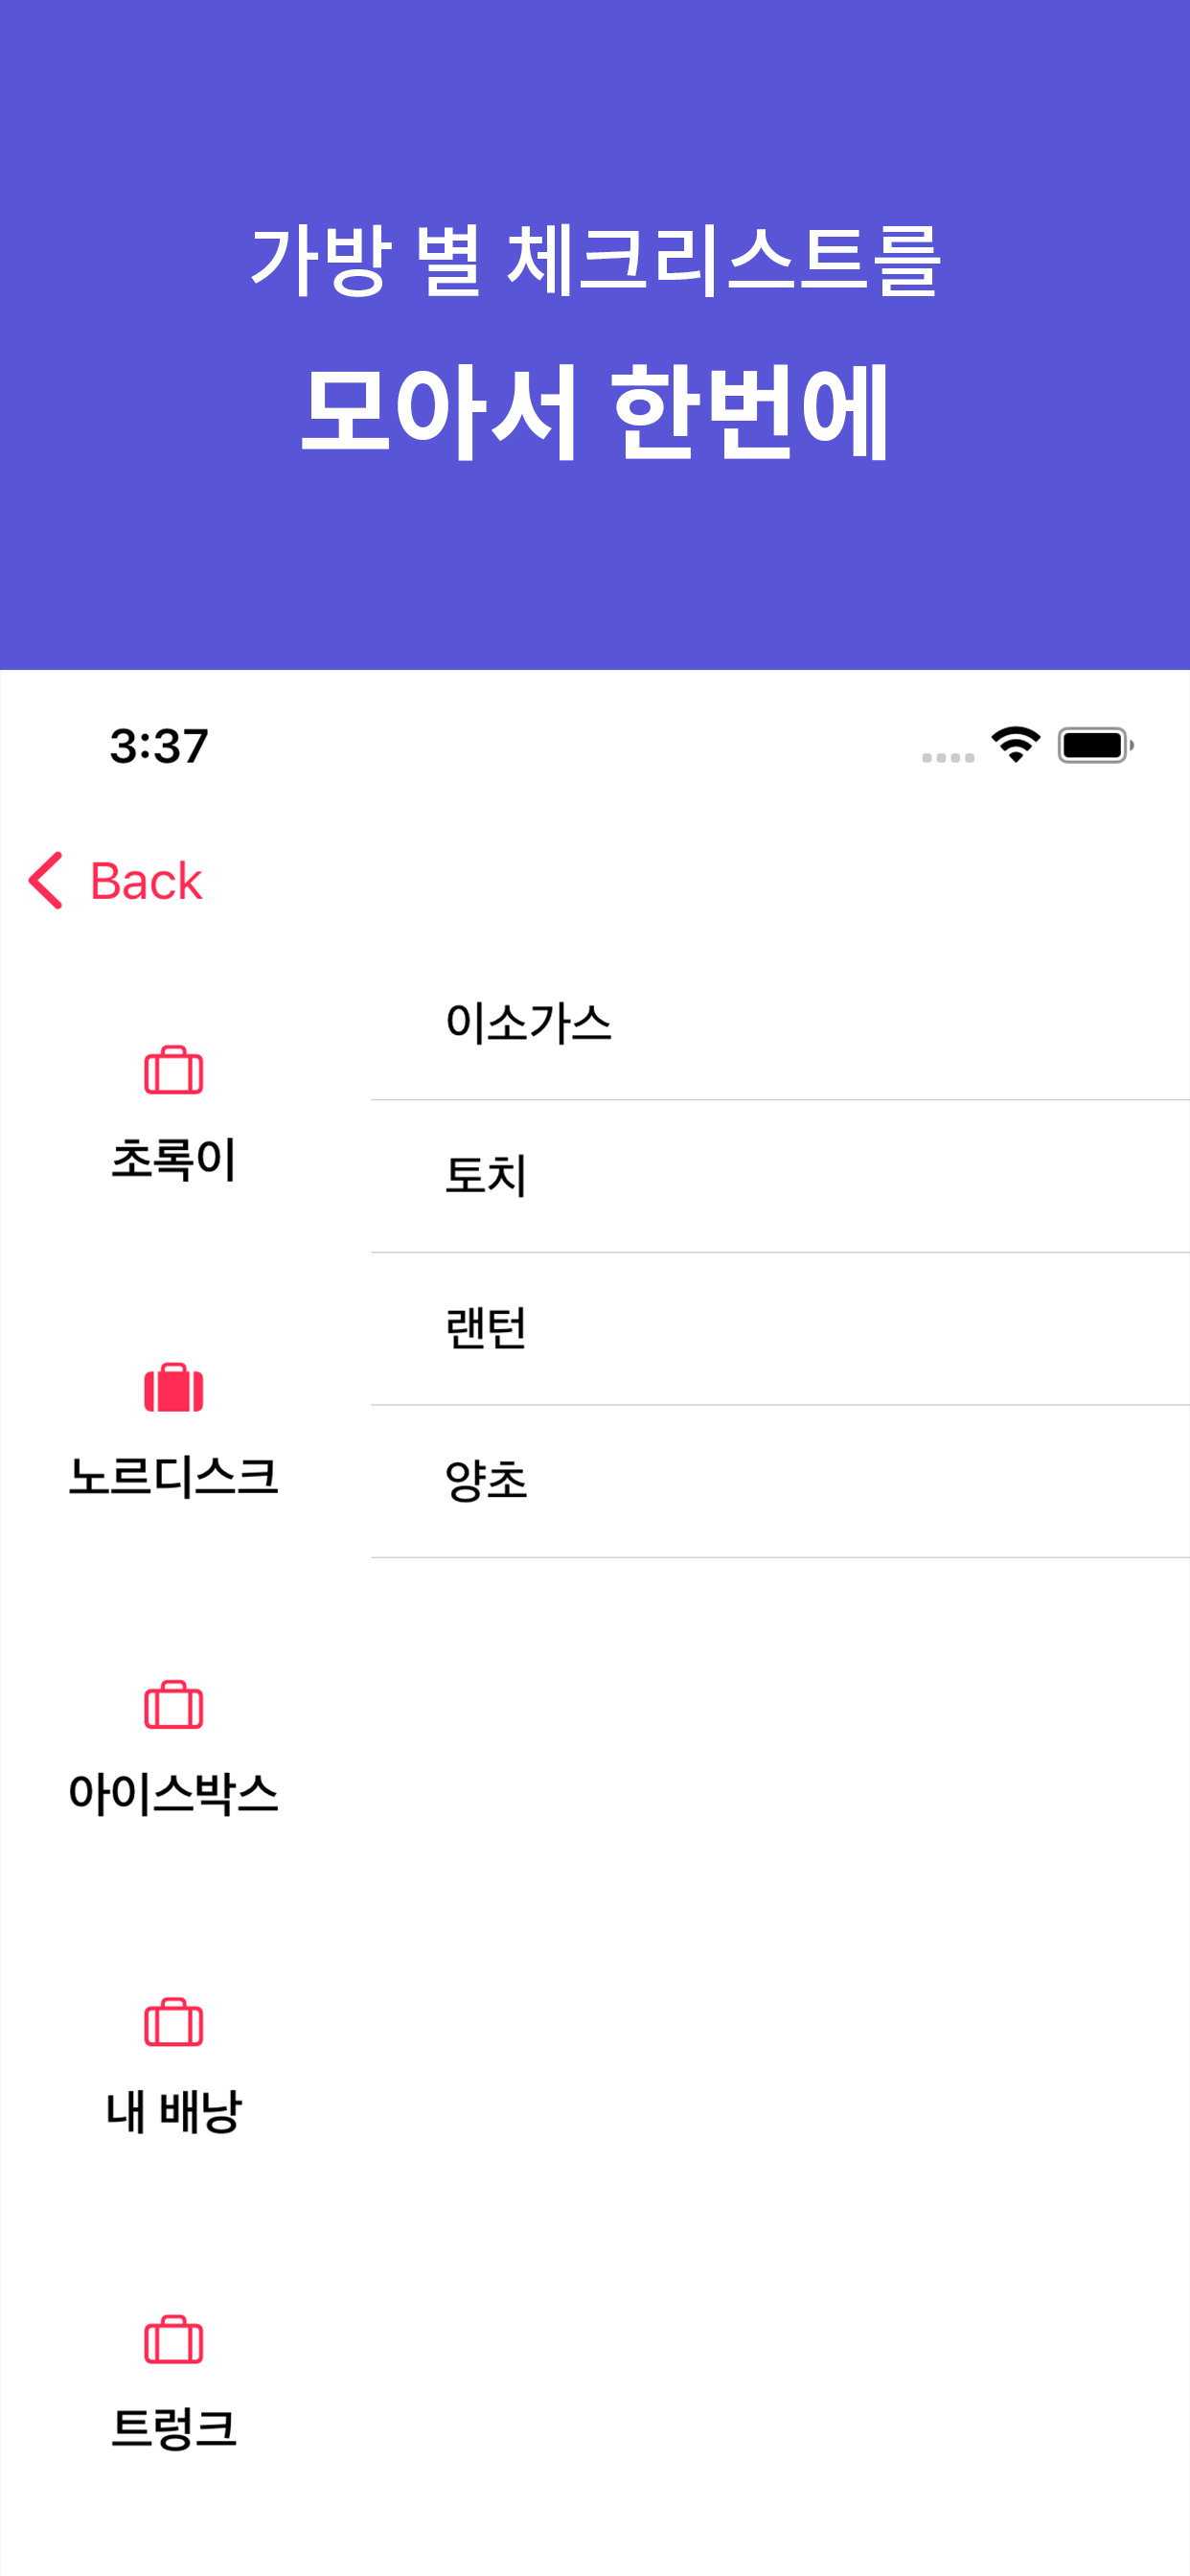 가방 별 체크리스트를
모아서 한번에
3:37
Back
초록이
노르디스크
아이스박스
내 배낭
트렁크
이소가스
토치
랜턴
양초